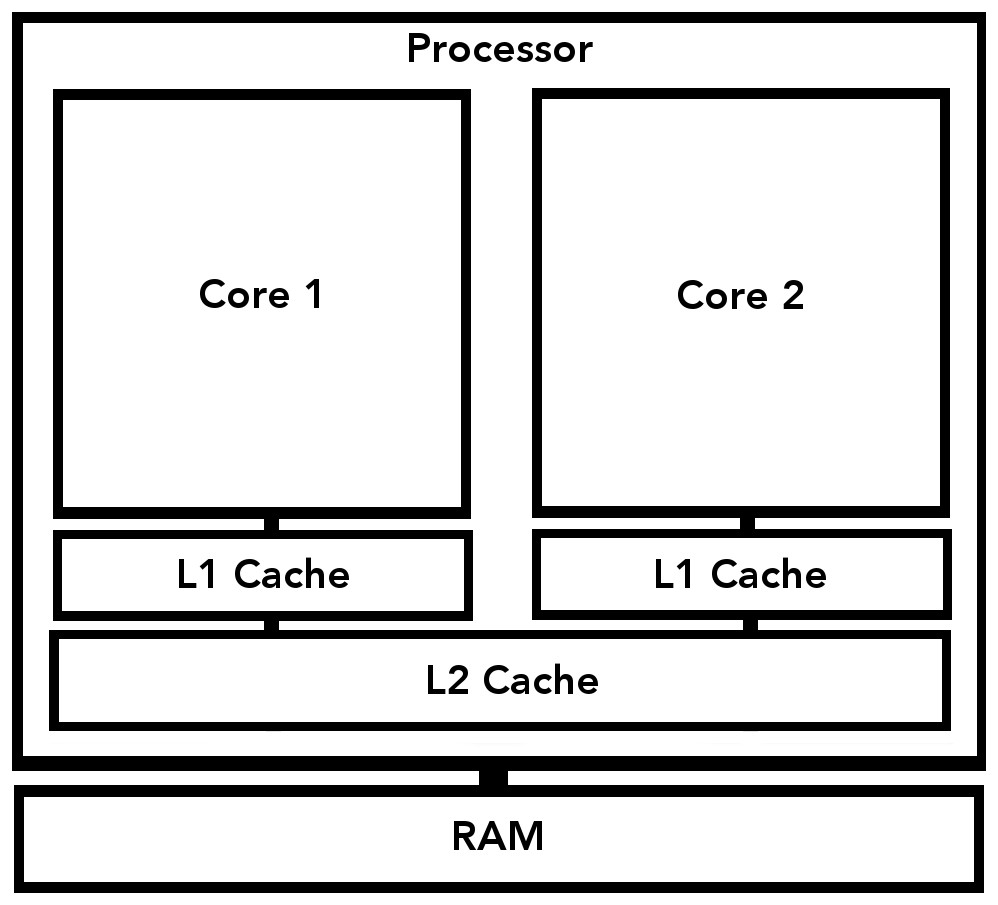 Processor
Core 1
Core 2
L1 Cache
L1 Cache
L2 Cache
RAM